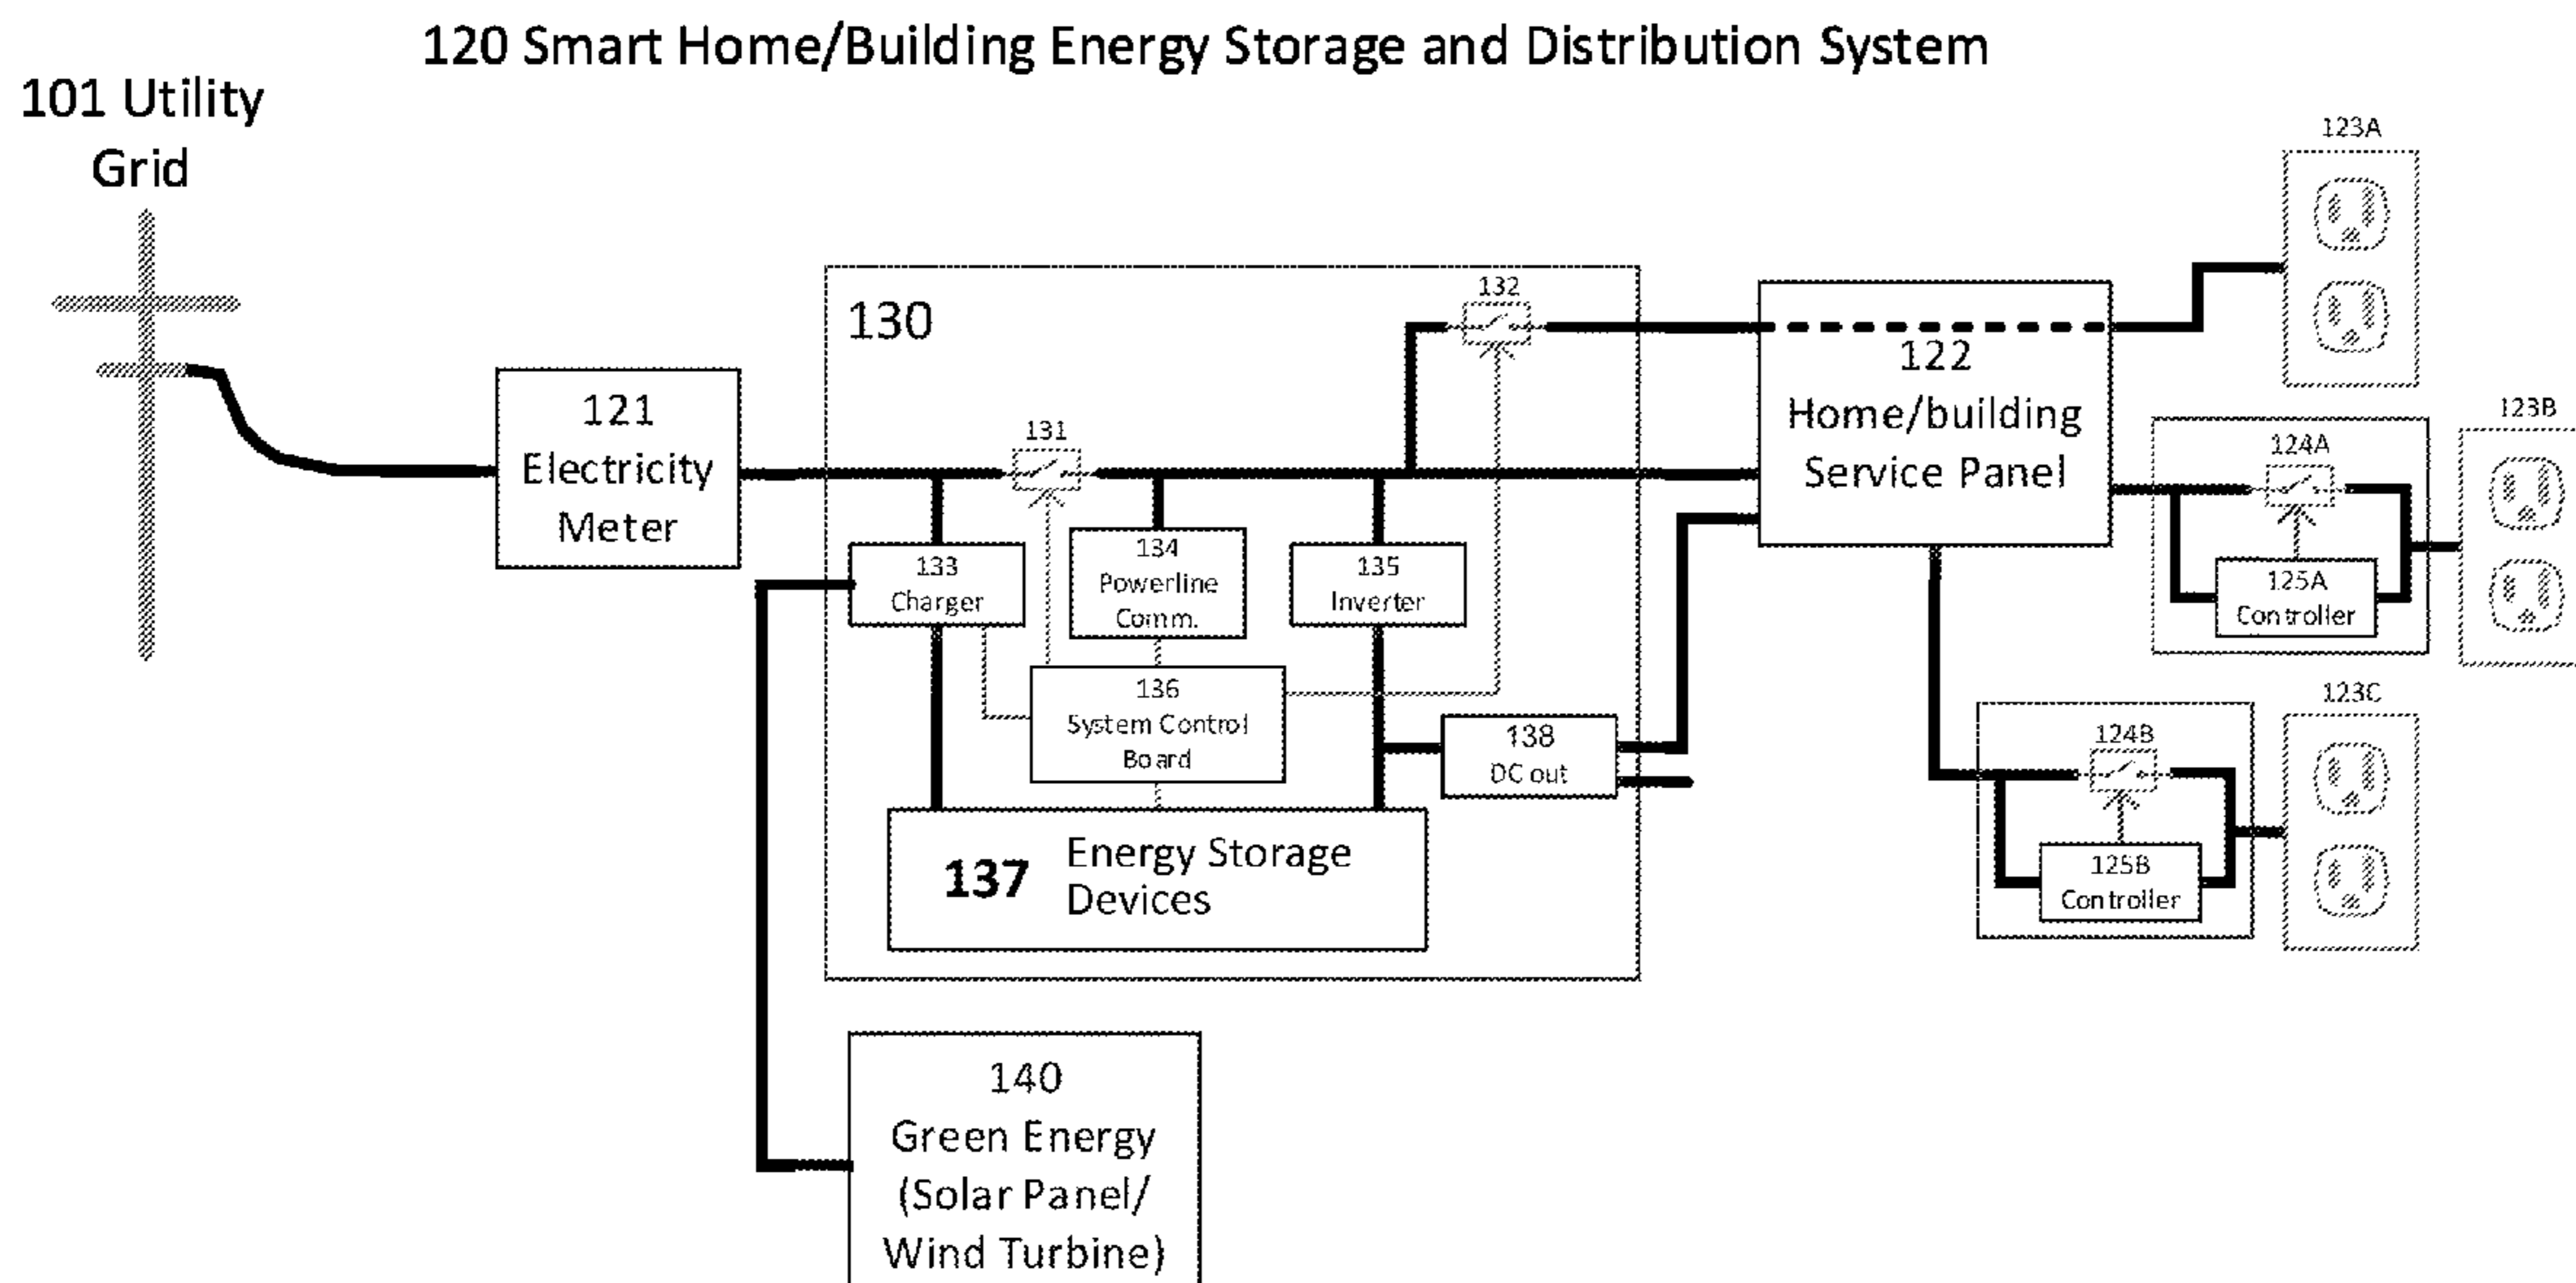 120 Smart Home/Building Energy Storage and Distribution System
101 Utility
Grid
123A
130
132
122
Home/building
Service Panel
121
Electricity
Meter
131
123B
124A
133
Charger
134
Powerline
Comm.
135
Inverter
125A
Controller
136
System Control
Board
138
DC out
123C
124B
137
Energy Storage
Devices
125B
Controller
140
Green Energy
(Solar Panel/
Wind Turbine)